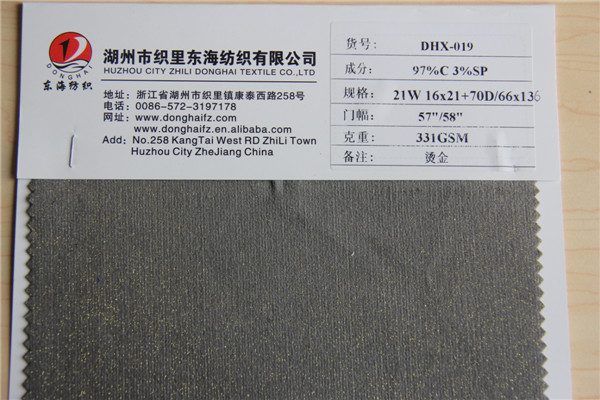 DONGHAI
东海纺织
湖州市织里东海纺织有限公司
HUZHOU CITY ZHILI DONGHAI TEXTILE CO.,LTD
地址：浙江省湖州市织里镇康泰西路258号
电话：0086-572-3197178
网址：www.donghaifz.com
www.donghaifz.en.alibaba.com
Add：No.258 KangTai West RD ZhiLi Town
Huzhou City ZheJiang China
货号： DHX-019
成分： 97%C 3%SP
规格： 21W 16x21+70D/66x136
门幅： 57"/58"
克重： 331GSM
备注： 烫金